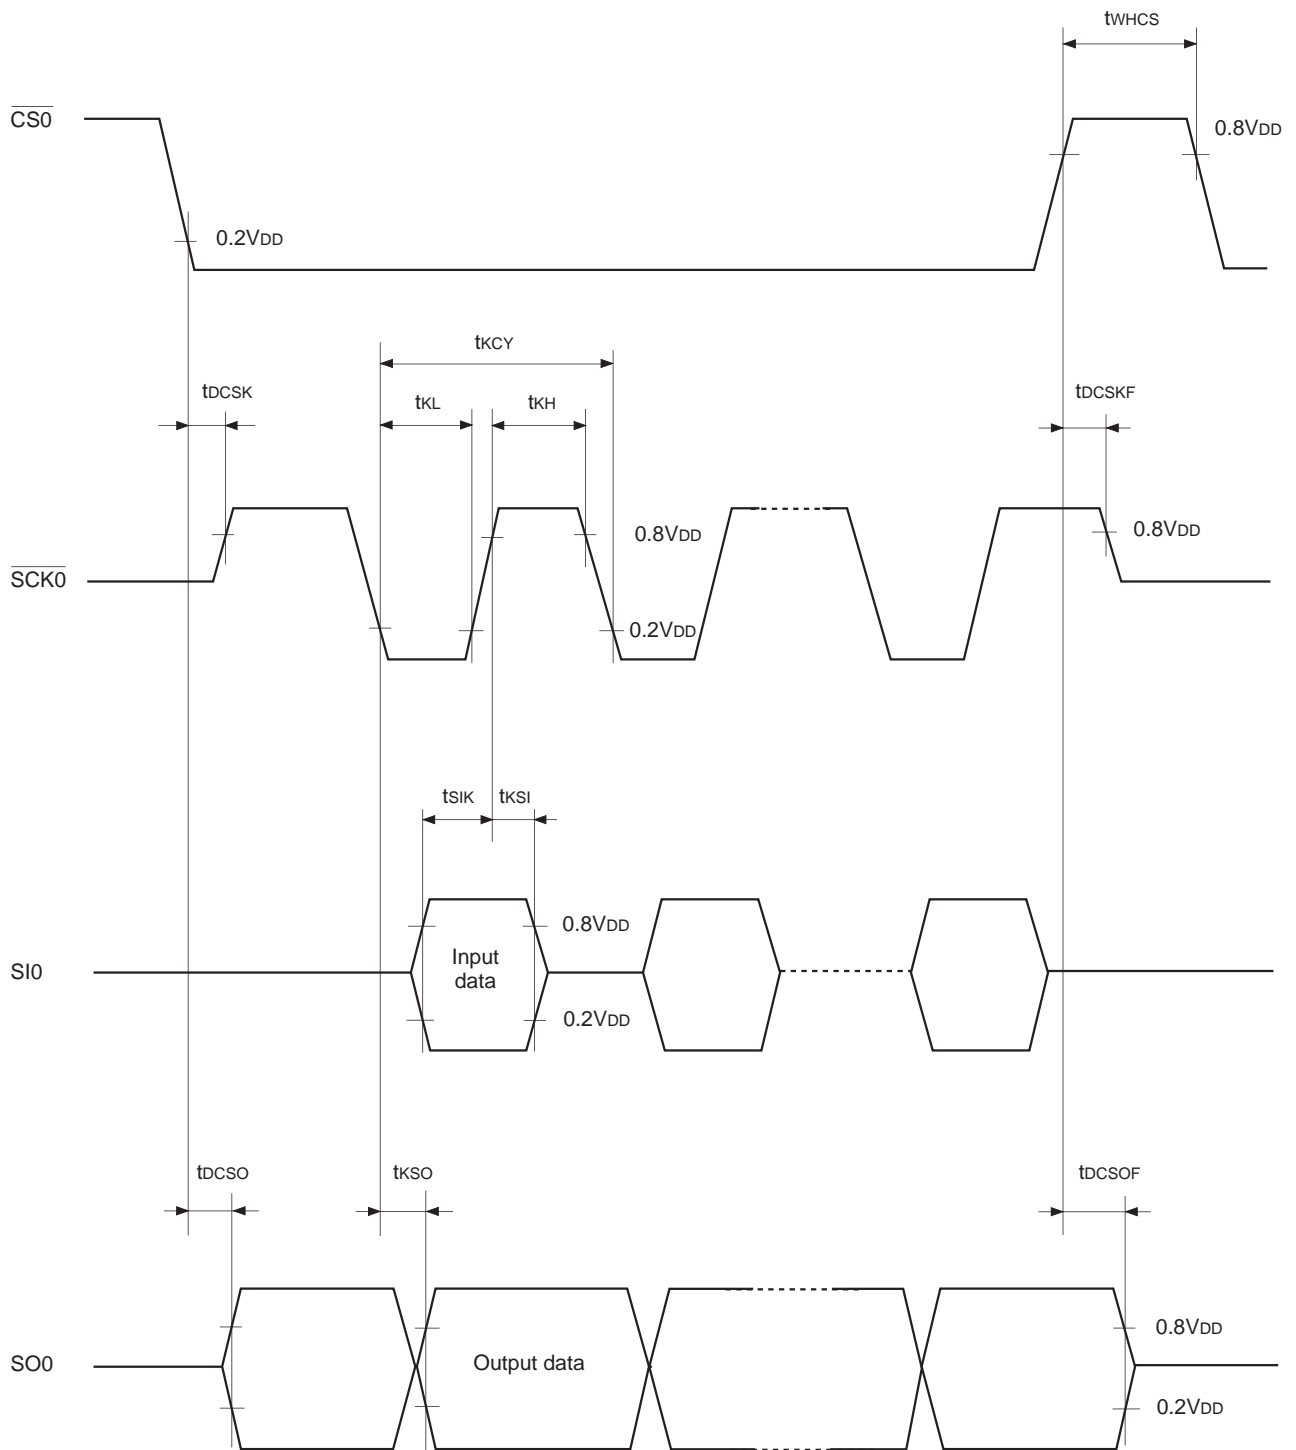 tWHCS
CS0
0.8VDD
0.2VDD
tKCY
tDCSK
tKL
tKH
tDCSKF
0.8VDD
0.8VDD
SCK0
0.2VDD
tSIK
tKSI
0.8VDD
Input
data
SI0
0.2VDD
tDCSO
tKSO
tDCSOF
0.8VDD
SO0
Output data
0.2VDD